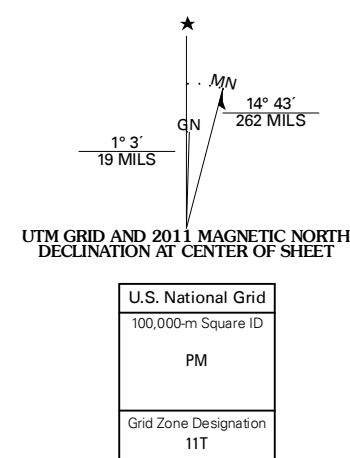 MN
14° 43´
262 MILS
GN
1° 3´
19 MILS
UTM GRID AND 2011 MAGNETIC NORTH
DECLINATION AT CENTER OF SHEET
U.S. National Grid
100,000-m Square ID
PM
Grid Zone Designation
11T